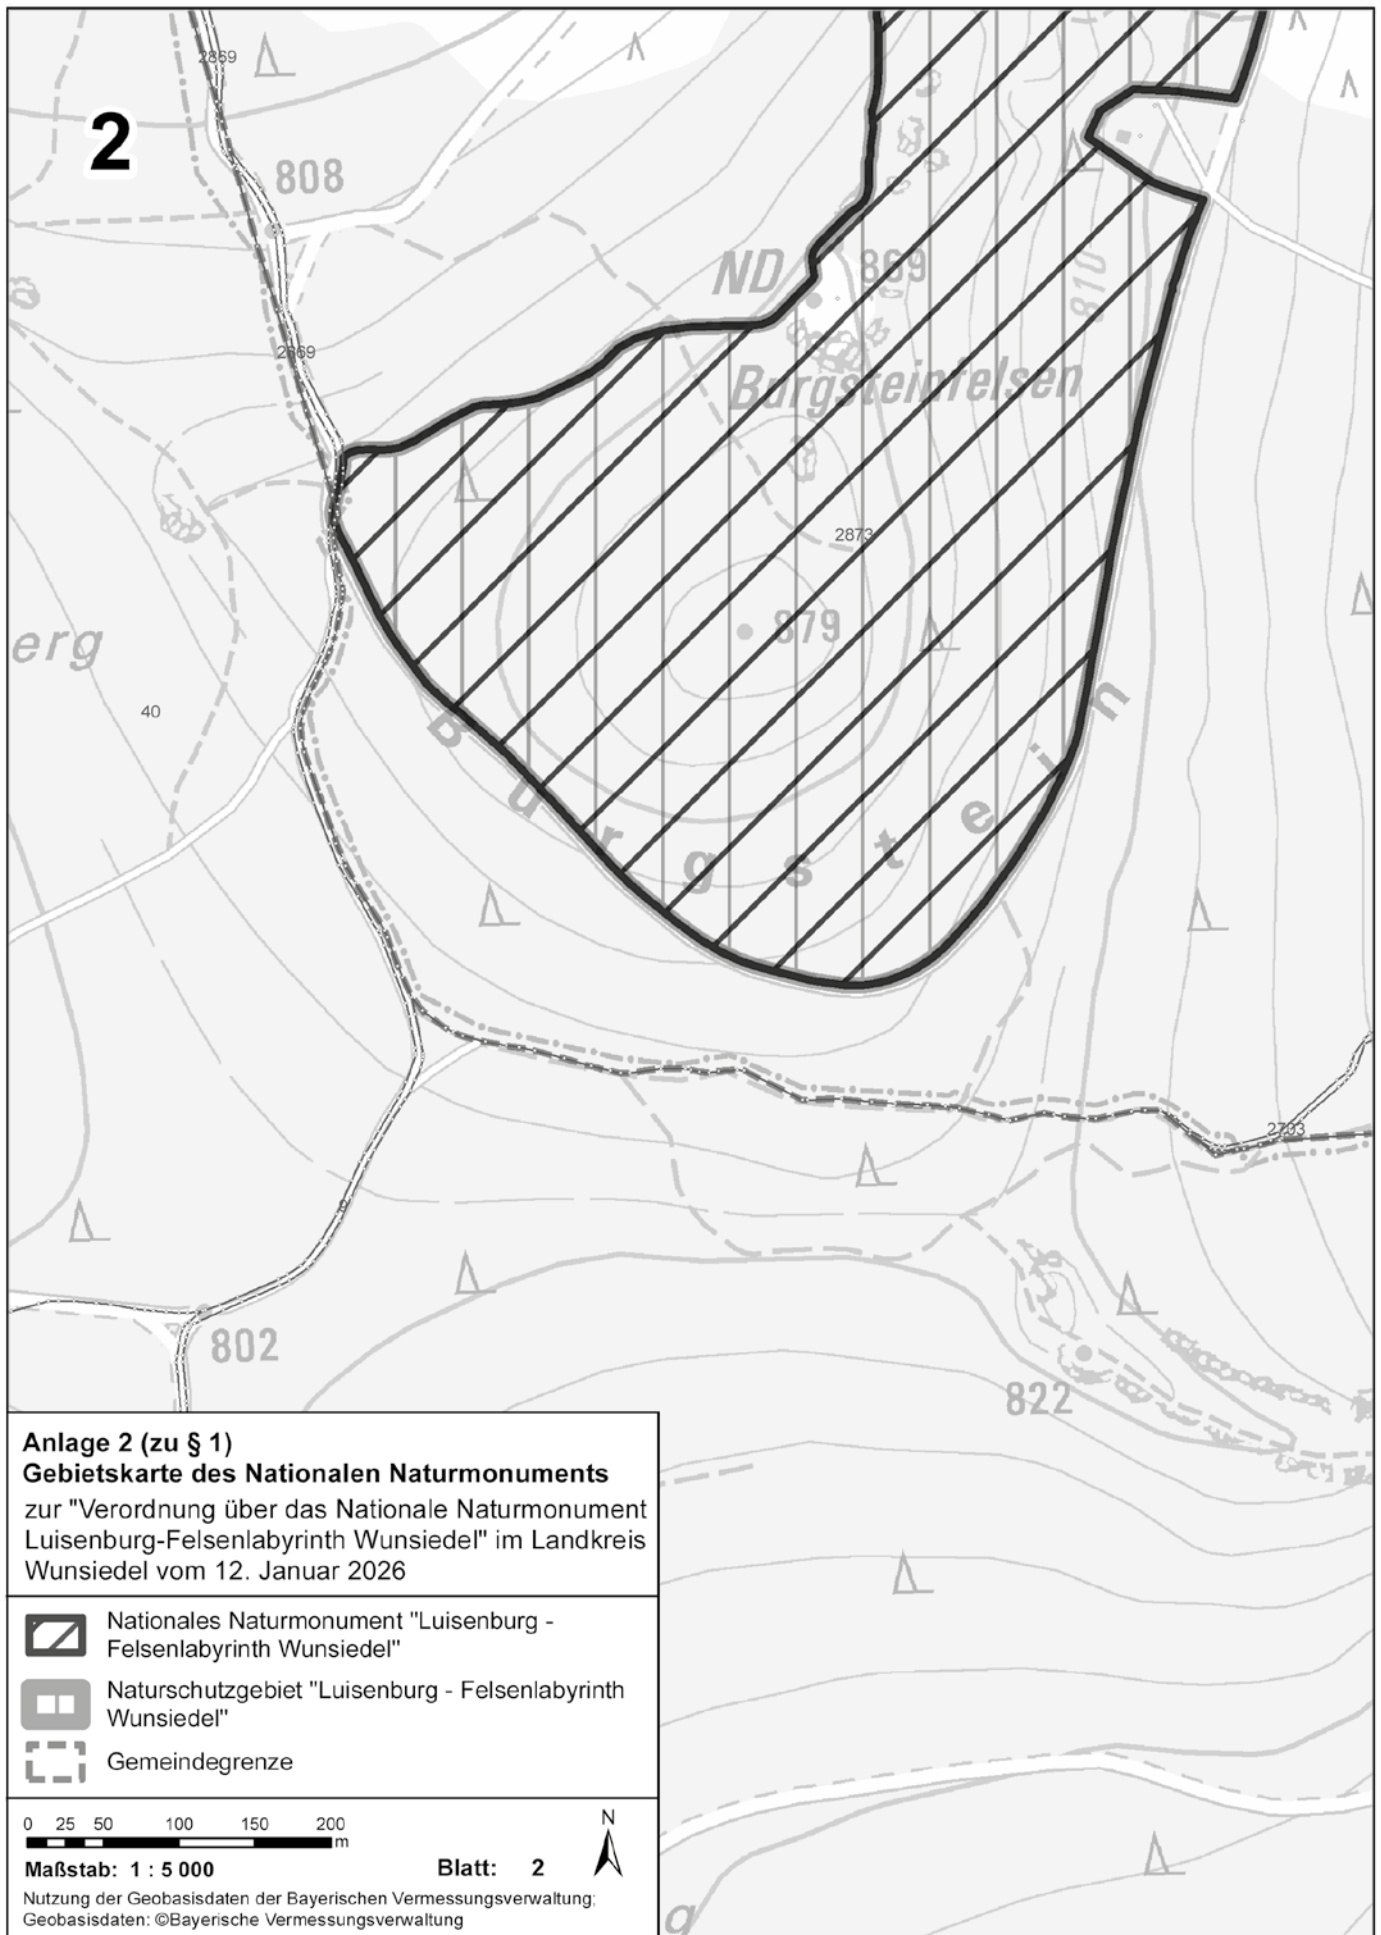 2869
2
808
ND
869
810
2869
Burgsteinfelsen
2873
879
erg
40
Burgstein
2793
802
822
Anlage 2 (zu § 1)
Gebietskarte des Nationalen Naturmonuments
zur "Verordnung über das Nationale Naturmonument
Luisenburg-Felsenlabyrinth Wunsiedel" im Landkreis
Wunsiedel vom 12. Januar 2026
Nationales Naturmonument "Luisenburg -
Felsenlabyrinth Wunsiedel"
Naturschutzgebiet "Luisenburg - Felsenlabyrinth
Wunsiedel"
Gemeindegrenze
0 25 50 100 150 200
m
N
Maßstab: 1 : 5 000
Blatt: 2
Nutzung der Geobasisdaten der Bayerischen Vermessungsverwaltung;
Geobasisdaten: ©Bayerische Vermessungsverwaltung